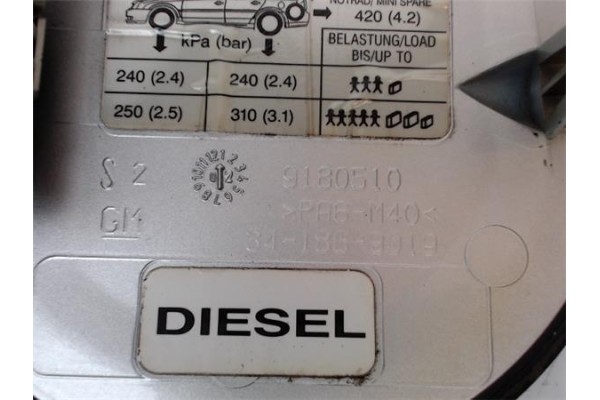 NOTRAD/ MINI SPARE
420 (4.2)
kPa (bar)
BELASTUNG/LOAD
BIS/UP TO
240 (2.4) 240 (2.4)
250 (2.5) 310 (3.1)
S 2
9180510
GM
>PA6-M40<
DIESEL